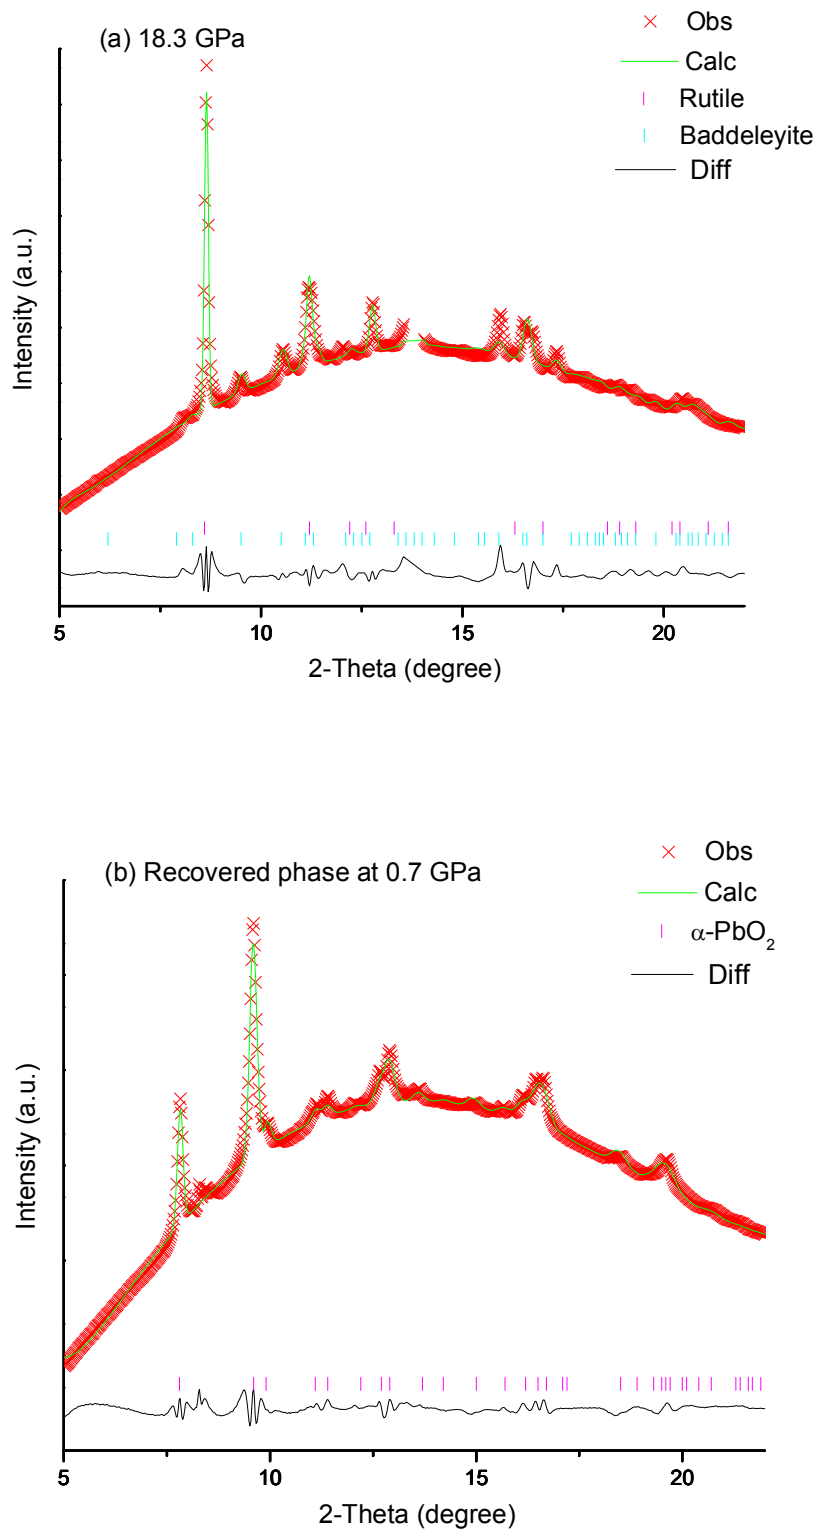 (a) 18.3 GPa
Obs
Calc
Rutile
Baddeleyite
Diff
Intensity (a.u.)
5 10 15 20
2-Theta (degree)
(b) Recovered phase at 0.7 GPa
Obs
Calc
α-PbO₂
Diff
Intensity (a.u.)
5 10 15 20
2-Theta (degree)